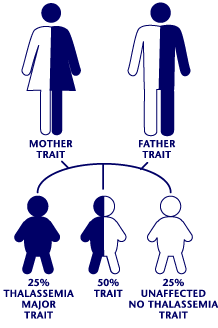 MOTHER
TRAIT
FATHER
TRAIT
25%
THALASSEMIA
MAJOR
TRAIT
50%
TRAIT
25%
UNAFFECTED
NO THALASSEMIA
TRAIT